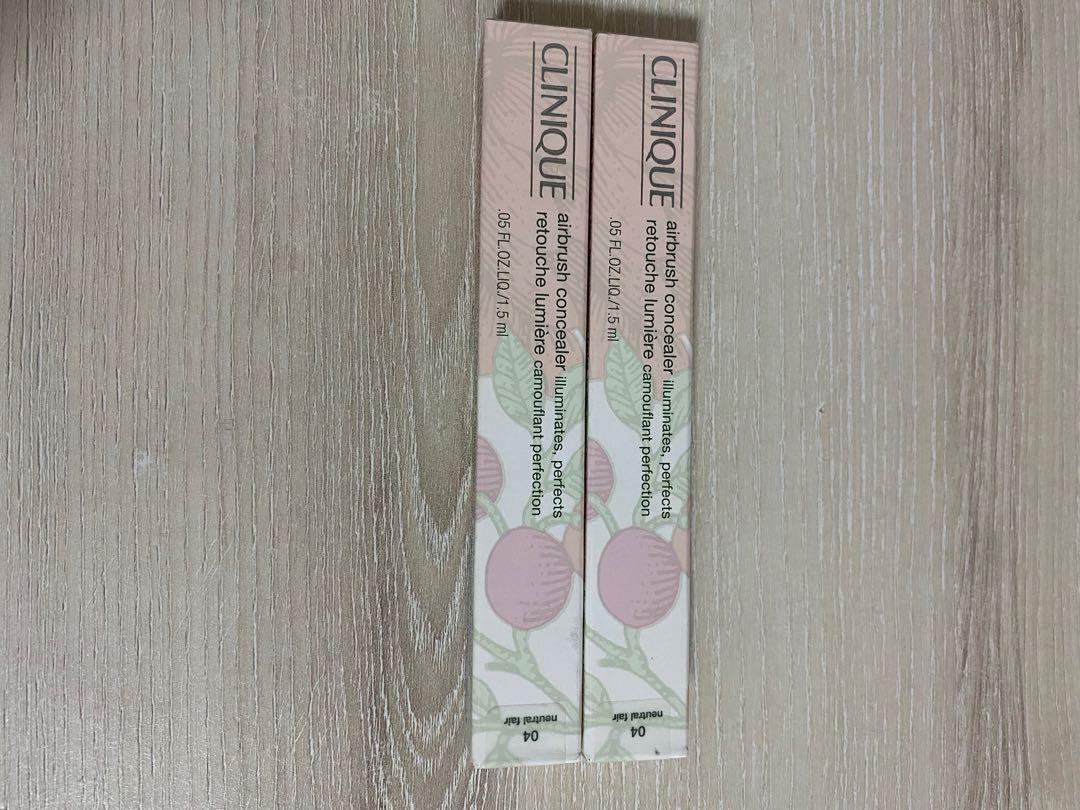 CLINIQUE
airbrush concealer illuminates, perfects
retouche lumière camouflant perfection
.05 FL.OZ.LIQ./1.5 ml
04
neutral fair
CLINIQUE
airbrush concealer illuminates, perfects
retouche lumière camouflant perfection
.05 FL.OZ.LIQ./1.5 ml
04
neutral fair